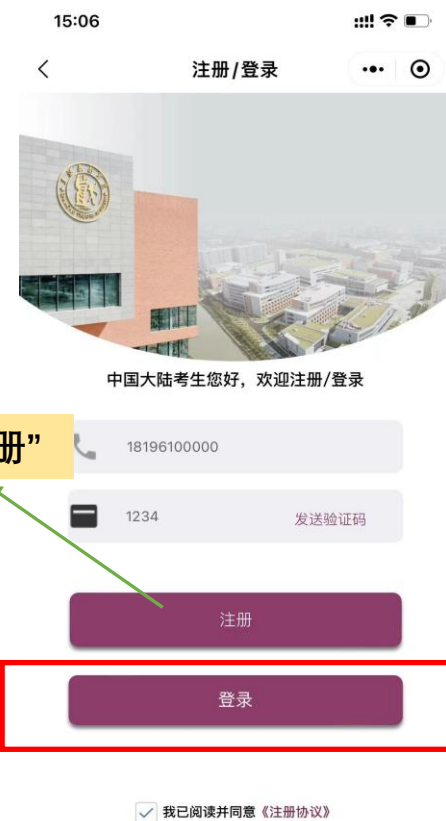 15:06
注册/登录
中国大陆考生您好，欢迎注册/登录
册”
18196100000
1234
发送验证码
注册
登录
我已阅读并同意《注册协议》